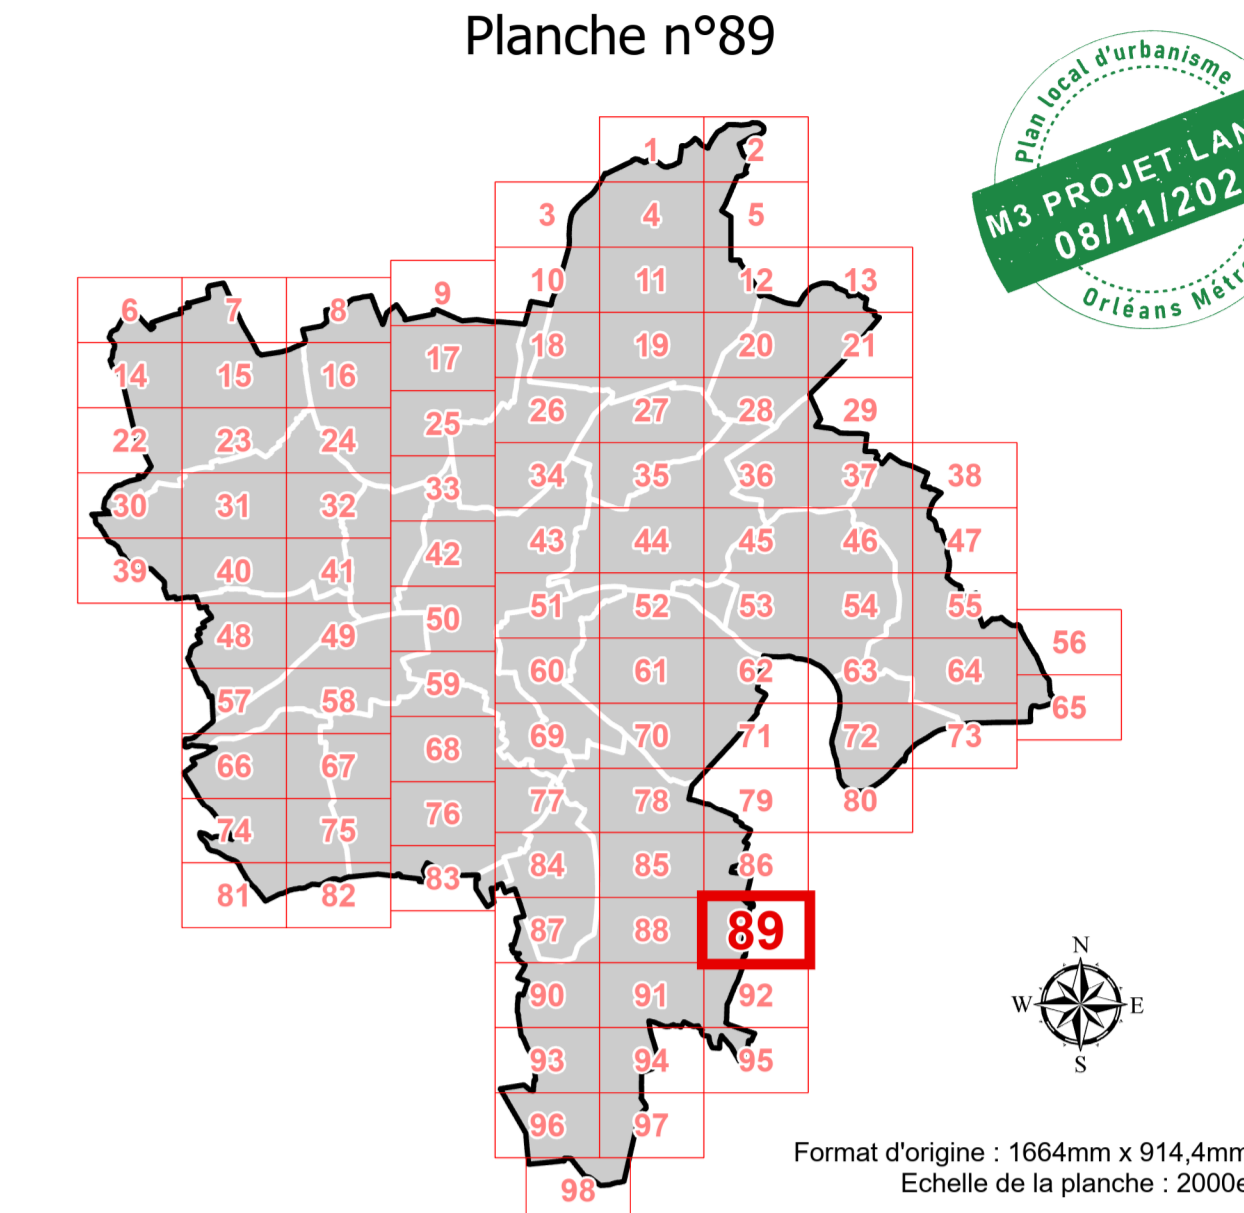 Planche n°89
Plan local d'urbanisme
M3 PROJET LAN
08/11/202
Orléans Métr
1 2
3 4 5
6 7 8 9 10 11 12 13
14 15 16 17 18 19 20 21
22 23 24 25 26 27 28 29
30 31 32 33 34 35 36 37 38
39 40 41 42 43 44 45 46 47
48 49 50 51 52 53 54 55 56
57 58 59 60 61 62 63 64 65
66 67 68 69 70 71 72 73
74 75 76 77 78 79 80
81 82 83 84 85 86
87 88 89
90 91 92
93 94 95
96 97
98
N
W E
S
Format d'origine : 1664mm x 914,4mm
Echelle de la planche : 2000e